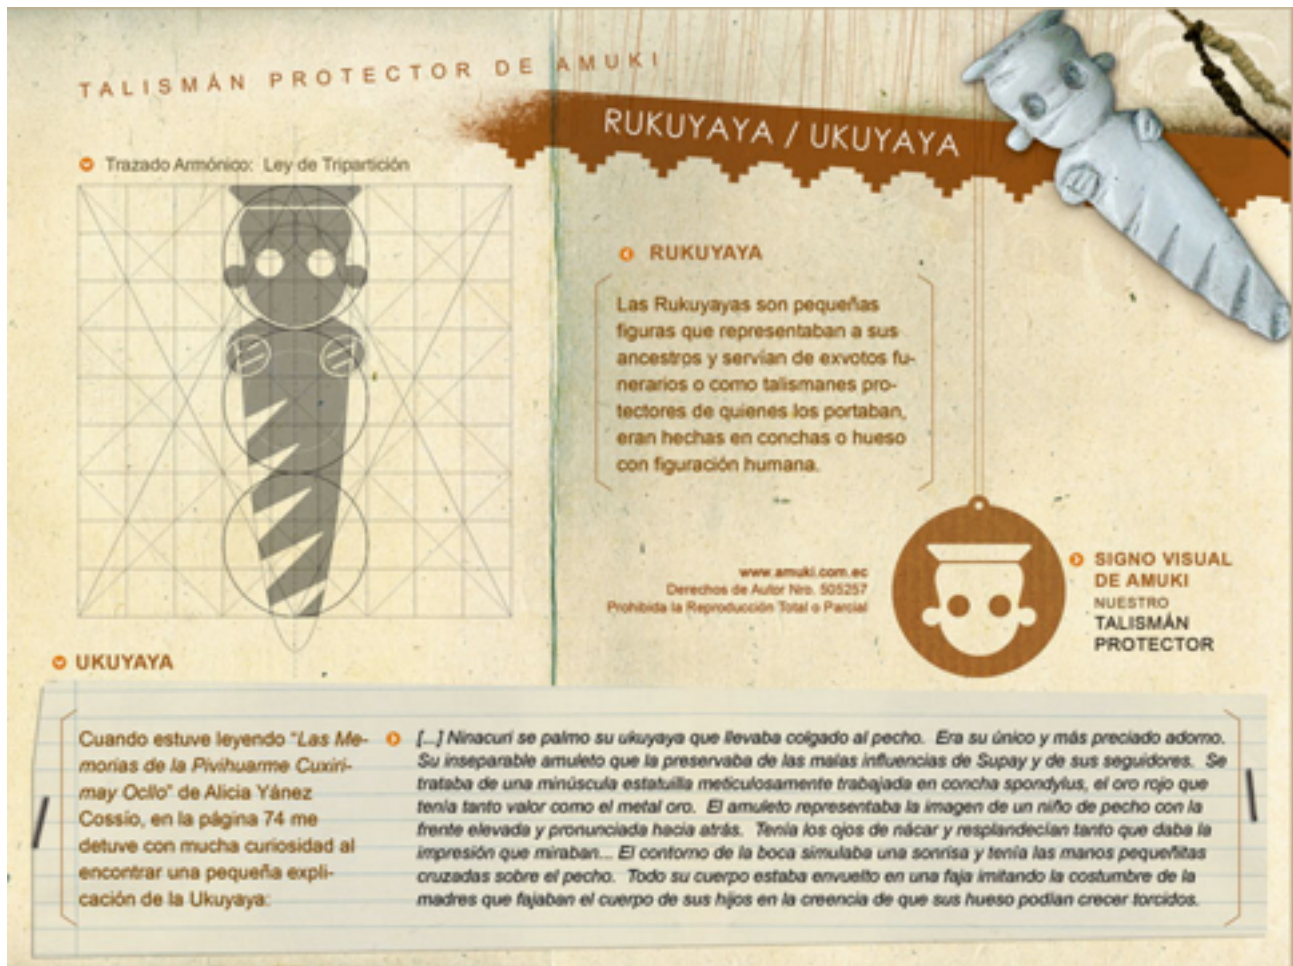 TALISMÁN PROTECTOR DE AMUKI
RUKUYAYA / UKUYAYA
Trazado Armónico: Ley de Tripartición
RUKUYAYA
Las Rukuyayas son pequeñas
figuras que representaban a sus
ancestros y servían de exvotos fu-
nerarios o como talismanes pro-
tectores de quienes los portaban,
eran hechas en conchas o hueso
con figuración humana.
www.amuki.com.ec
Derechos de Autor Nro. 505257
Prohibida la Reproducción Total o Parcial
SIGNO VISUAL
DE AMUKI
NUESTRO
TALISMÁN
PROTECTOR
UKUYAYA
Cuando estuve leyendo "Las Me-
morias de la Pivihuarme Cuxiri-
may Ocllo" de Alicia Yánez
Cossío, en la página 74 me
detuve con mucha curiosidad al
encontrar una pequeña expli-
cación de la Ukuyaya:
[...] Ninacuri se palmo su ukuyaya que llevaba colgado al pecho. Era su único y más preciado adorno.
Su inseparable amuleto que la preservaba de las malas influencias de Supay y de sus seguidores. Se
trataba de una minúscula estatuilla meticulosamente trabajada en concha spondylus, el oro rojo que
tenía tanto valor como el metal oro. El amuleto representaba la imagen de un niño de pecho con la
frente elevada y pronunciada hacia atrás. Tenía los ojos de nácar y resplandecían tanto que daba la
impresión que miraban... El contorno de la boca simulaba una sonrisa y tenía las manos pequeñitas
cruzadas sobre el pecho. Todo su cuerpo estaba envuelto en una faja imitando la costumbre de la
madres que fajaban el cuerpo de sus hijos en la creencia de que sus hueso podían crecer torcidos.